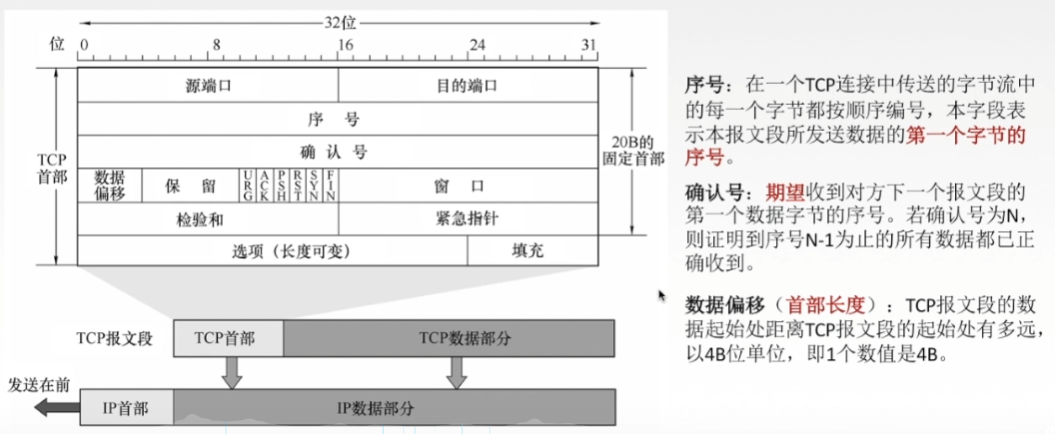 32位
位 0 8 16 24 31
源端口 目的端口
序 号
确 认 号
数据偏移 保 留 URG ACK PSH RST SYN FIN 窗 口
检验和 紧急指针
选项（长度可变） 填充
TCP首部
20B的固定首部
TCP报文段 TCP首部 TCP数据部分
发送在前 IP首部 IP数据部分
序号：在一个TCP连接中传送的字节流中
的每一个字节都按顺序编号，本字段表
示本报文段所发送数据的第一个字节的
序号。
确认号：期望收到对方下一个报文段的
第一个数据字节的序号。若确认号为N，
则证明到序号N-1为止的所有数据都已正
确收到。
数据偏移（首部长度）：TCP报文段的数
据起始处距离TCP报文段的起始处有多远，
以4B位单位，即1个数值是4B。